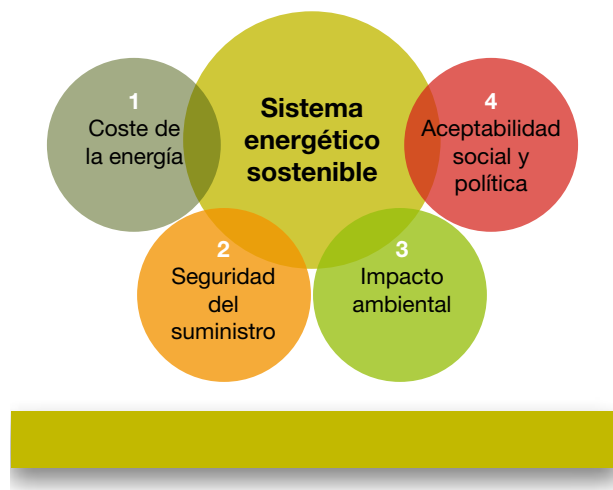 Sistema
energético
sostenible
1
Coste de
la energía
2
Seguridad
del
suministro
3
Impacto
ambiental
4
Aceptabilidad
social y
política